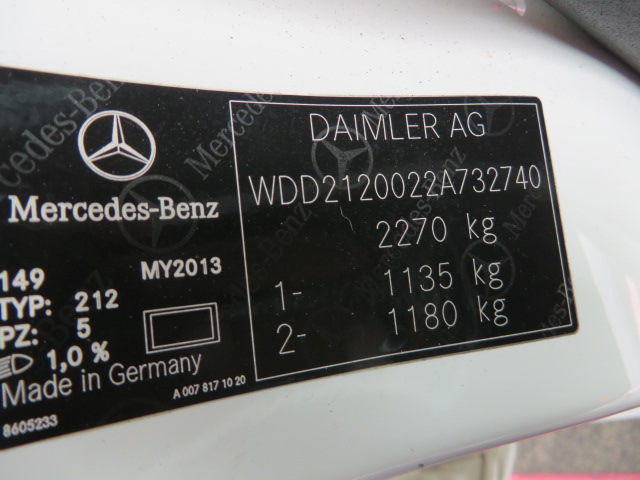 Mercedes-Benz
149
MY2013
TYP: 212
PZ: 5
1,0 %
Made in Germany
A 007 817 10 20
8605233
DAIMLER AG
WDD2120022A732740
2270 kg
1- 1135 kg
2- 1180 kg